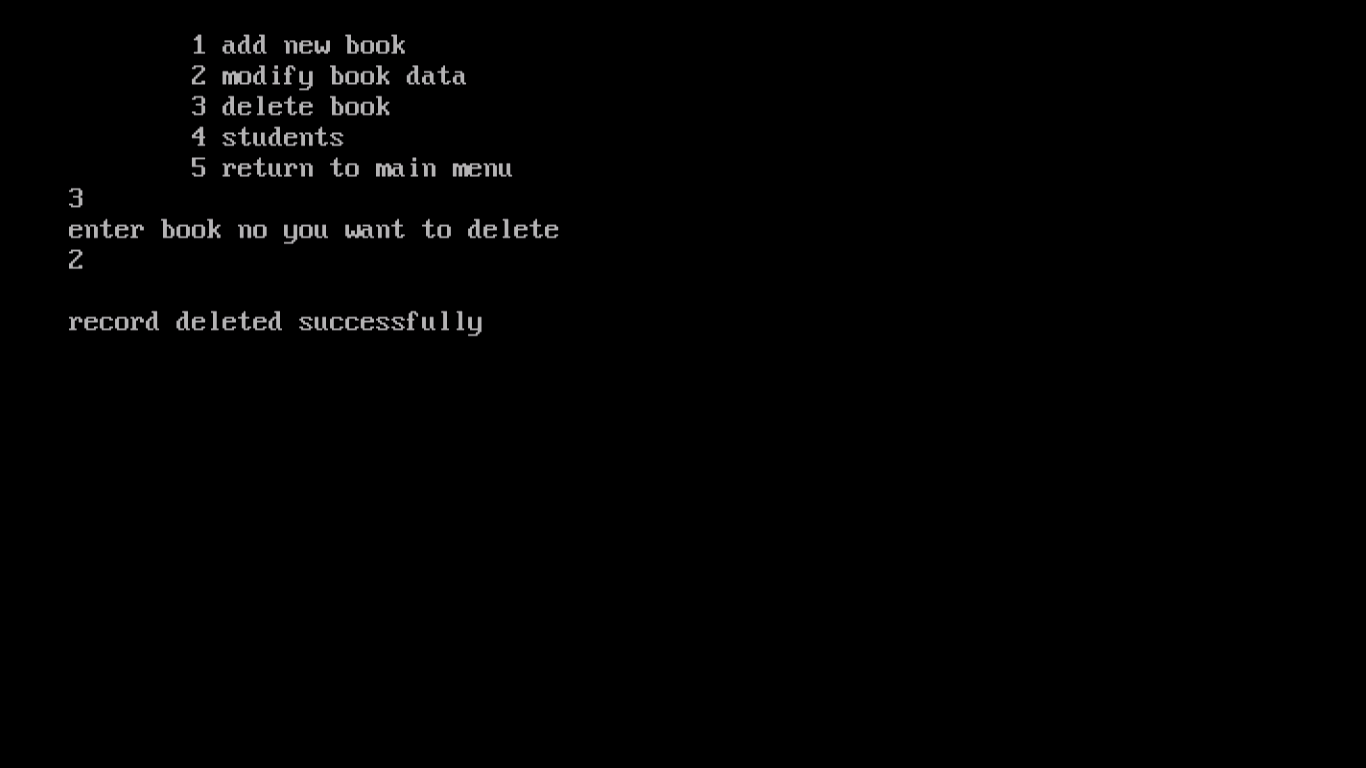 1 add new book
2 modify book data
3 delete book
4 students
5 return to main menu
3
enter book no you want to delete
2
record deleted successfully